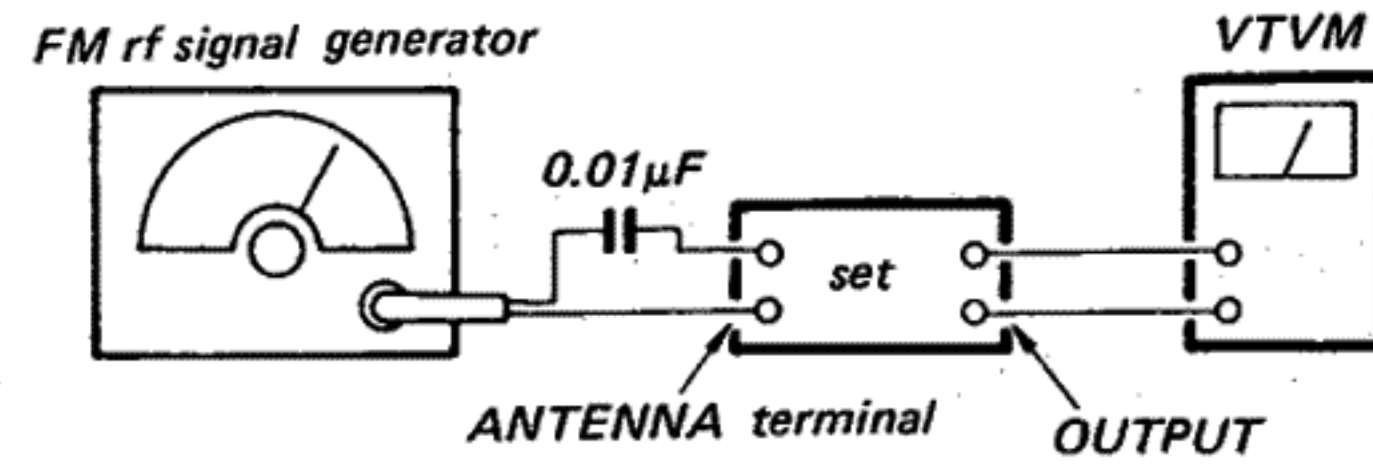 FM rf signal generator
VTVM
0.01μF
set
ANTENNA terminal
OUTPUT